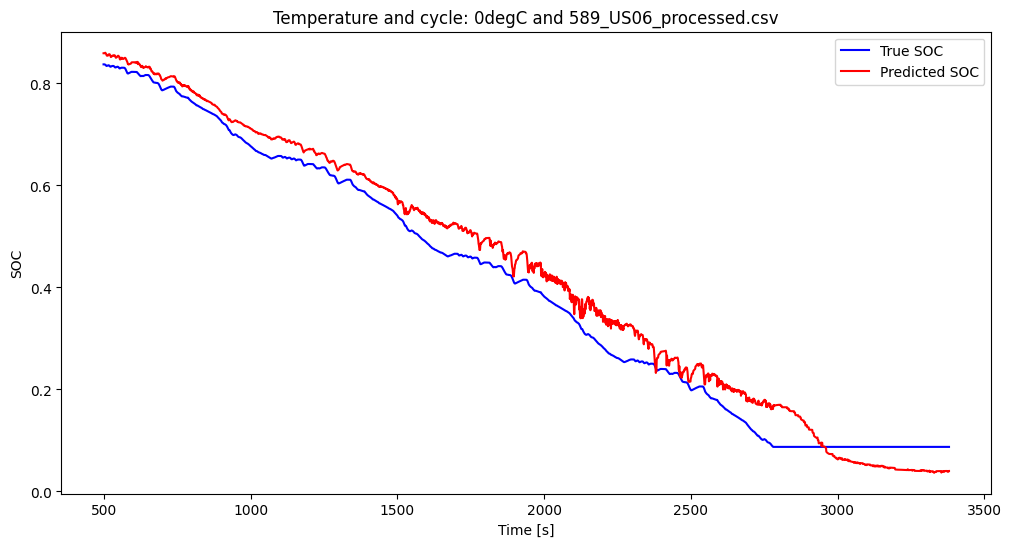 Temperature and cycle: 0degC and 589_US06_processed.csv
True SOC
Predicted SOC
SOC
0.8
0.6
0.4
0.2
0.0
500 1000 1500 2000 2500 3000 3500
Time [s]